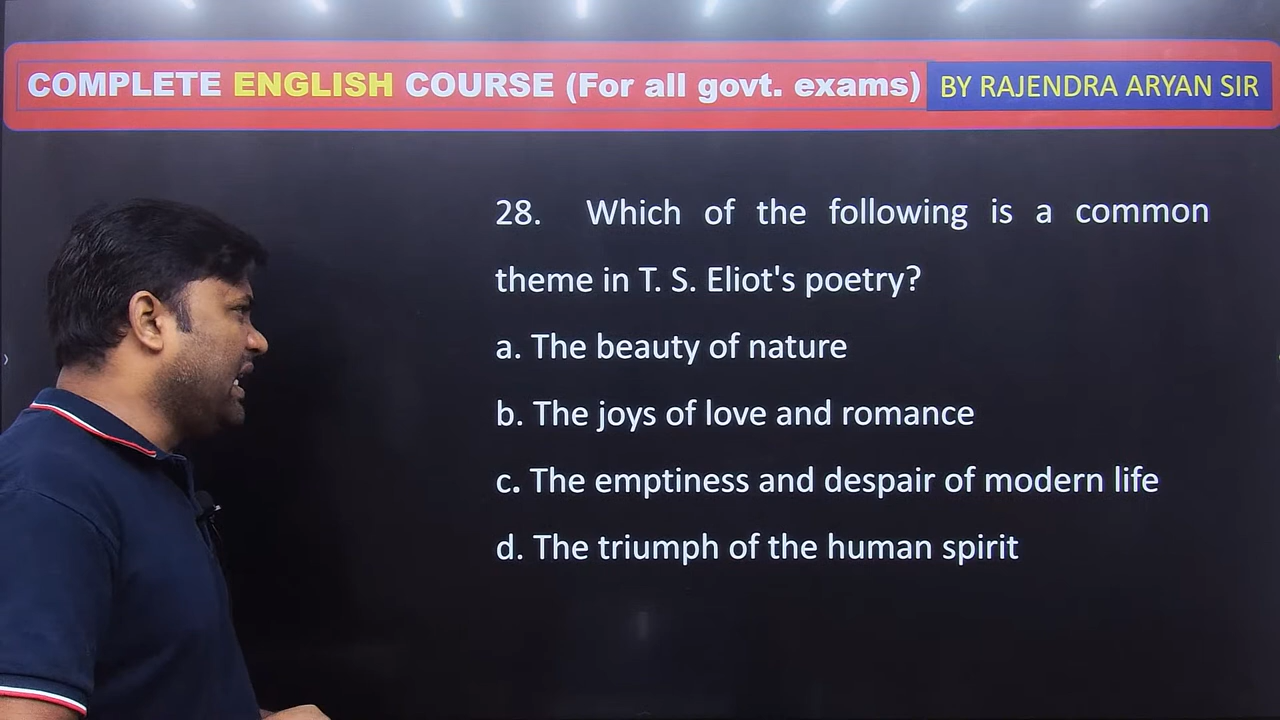 COMPLETE ENGLISH COURSE (For all govt. exams) BY RAJENDRA ARYAN SIR
28. Which of the following is a common
theme in T. S. Eliot's poetry?
a. The beauty of nature
b. The joys of love and romance
c. The emptiness and despair of modern life
d. The triumph of the human spirit